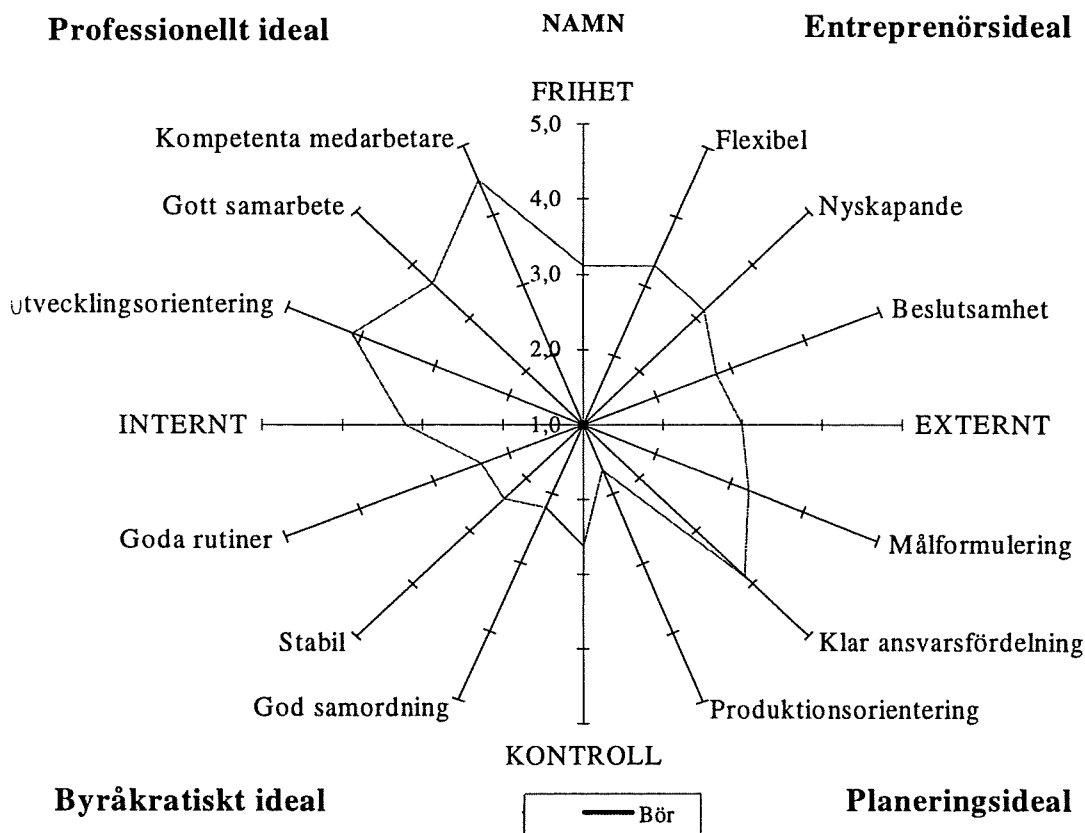 Professionellt ideal
NAMN
Entreprenörsideal
FRIHET
5,0
Kompetenta medarbetare
Flexibel
4,0
Gott samarbete
Nyskapande
3,0
Utvecklingsorientering
Beslutsamhet
2,0
INTERNT
1,0
EXTERNT
Goda rutiner
Målformulering
Stabil
Klar ansvarsfördelning
God samordning
Produktionsorientering
KONTROLL
Byråkratiskt ideal
Planeringsideal
Bör